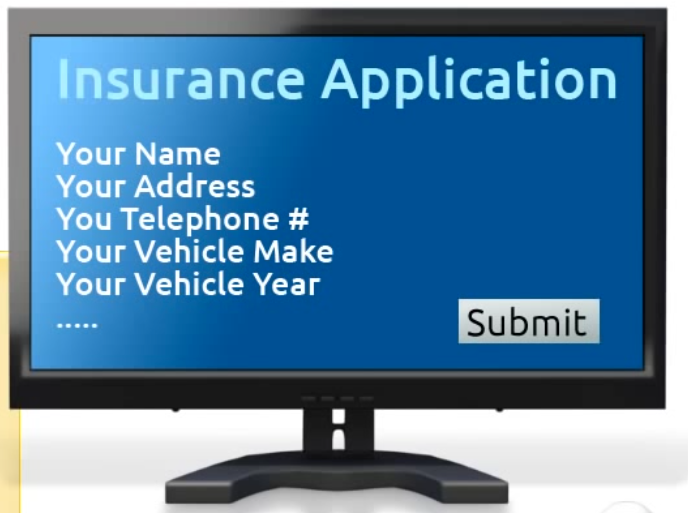 Insurance Application
Your Name
Your Address
You Telephone #
Your Vehicle Make
Your Vehicle Year
.....
Submit